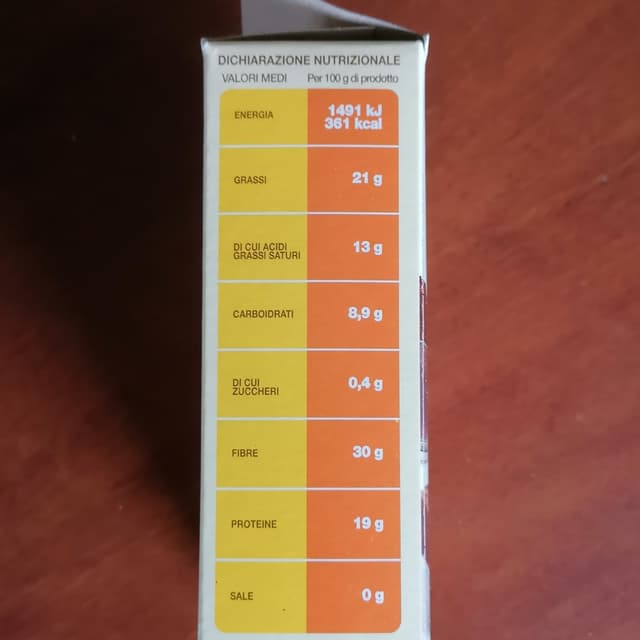 DICHIARAZIONE NUTRIZIONALE
VALORI MEDI Per 100 g di prodotto
ENERGIA 1491 kJ
361 kcal
GRASSI 21 g
DI CUI ACIDI
GRASSI SATURI 13 g
CARBOIDRATI 8,9 g
DI CUI
ZUCCHERI 0,4 g
FIBRE 30 g
PROTEINE 19 g
SALE 0 g